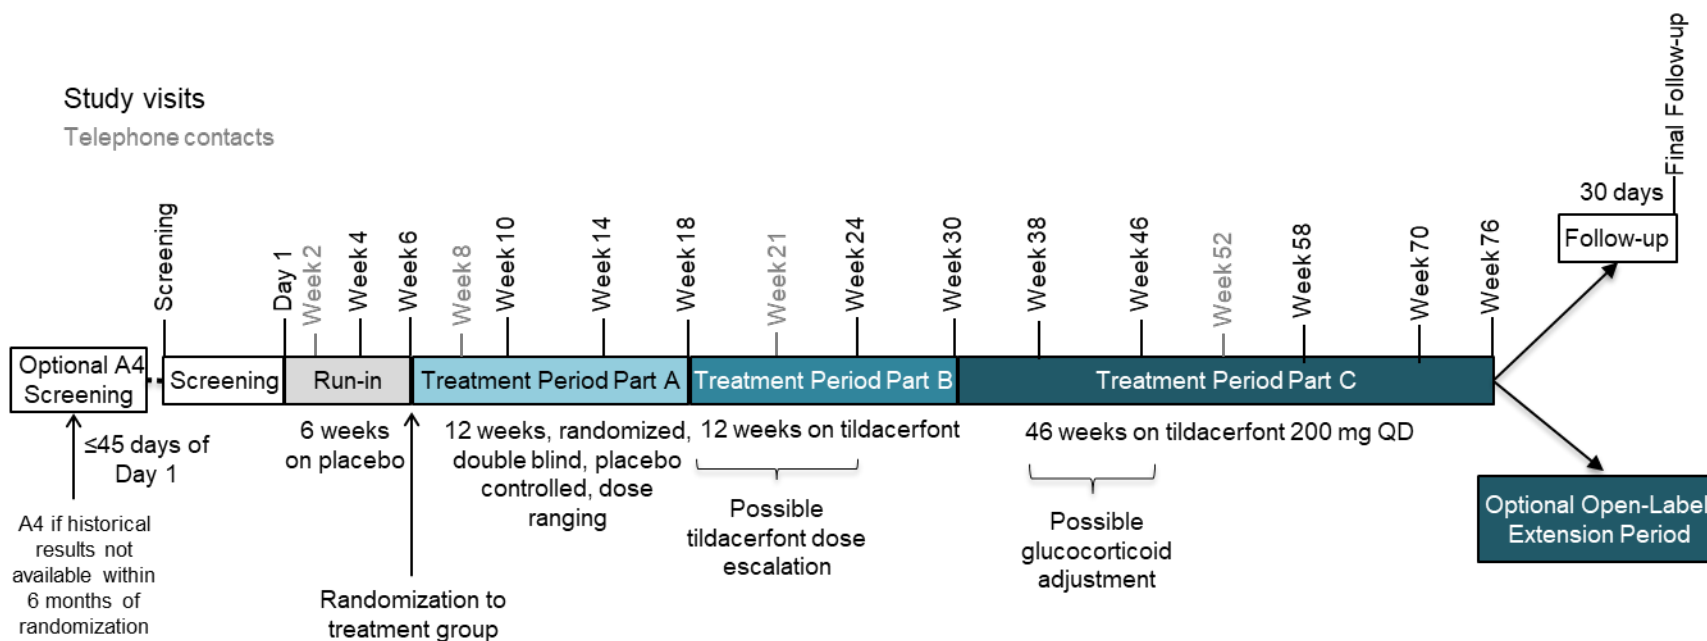 Study visits
Telephone contacts
Screening
Day 1
Week 2
Week 4
Week 6
Week 8
Week 10
Week 14
Week 18
Week 21
Week 24
Week 30
Week 38
Week 46
Week 52
Week 58
Week 70
Week 76
30 days
Final Follow-up
Follow-up
Optional A4
Screening
Screening
Run-in
Treatment Period Part A
Treatment Period Part B
Treatment Period Part C
≤45 days of
Day 1
6 weeks
on placebo
12 weeks, randomized,
double blind, placebo
controlled, dose
ranging
12 weeks on tildacerfont
46 weeks on tildacerfont 200 mg QD
Possible
tildacerfont dose
escalation
Possible
glucocorticoid
adjustment
Optional Open-Label
Extension Period
A4 if historical
results not
available within
6 months of
randomization
Randomization to
treatment group